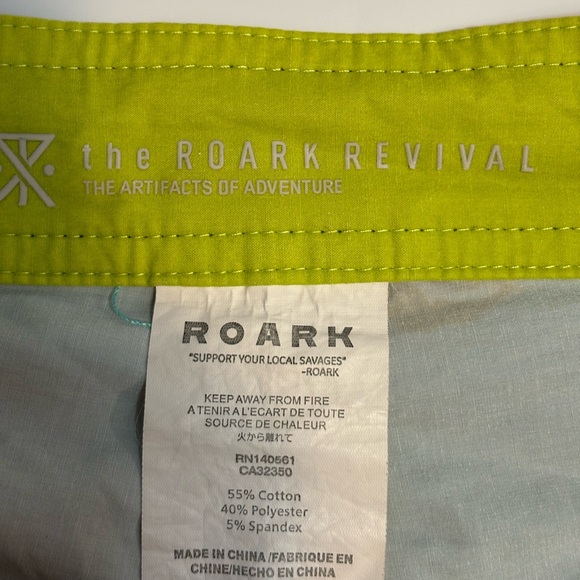 the ROARK REVIVAL
THE ARTIFACTS OF ADVENTURE
ROARK
"SUPPORT YOUR LOCAL SAVAGES"
-ROARK
KEEP AWAY FROM FIRE
A TENIR A L'ECART DE TOUTE
SOURCE DE CHALEUR
火から離れて
RN140561
CA32350
55% Cotton
40% Polyester
5% Spandex
MADE IN CHINA/FABRIQUE EN
CHINE/HECHO EN CHINA